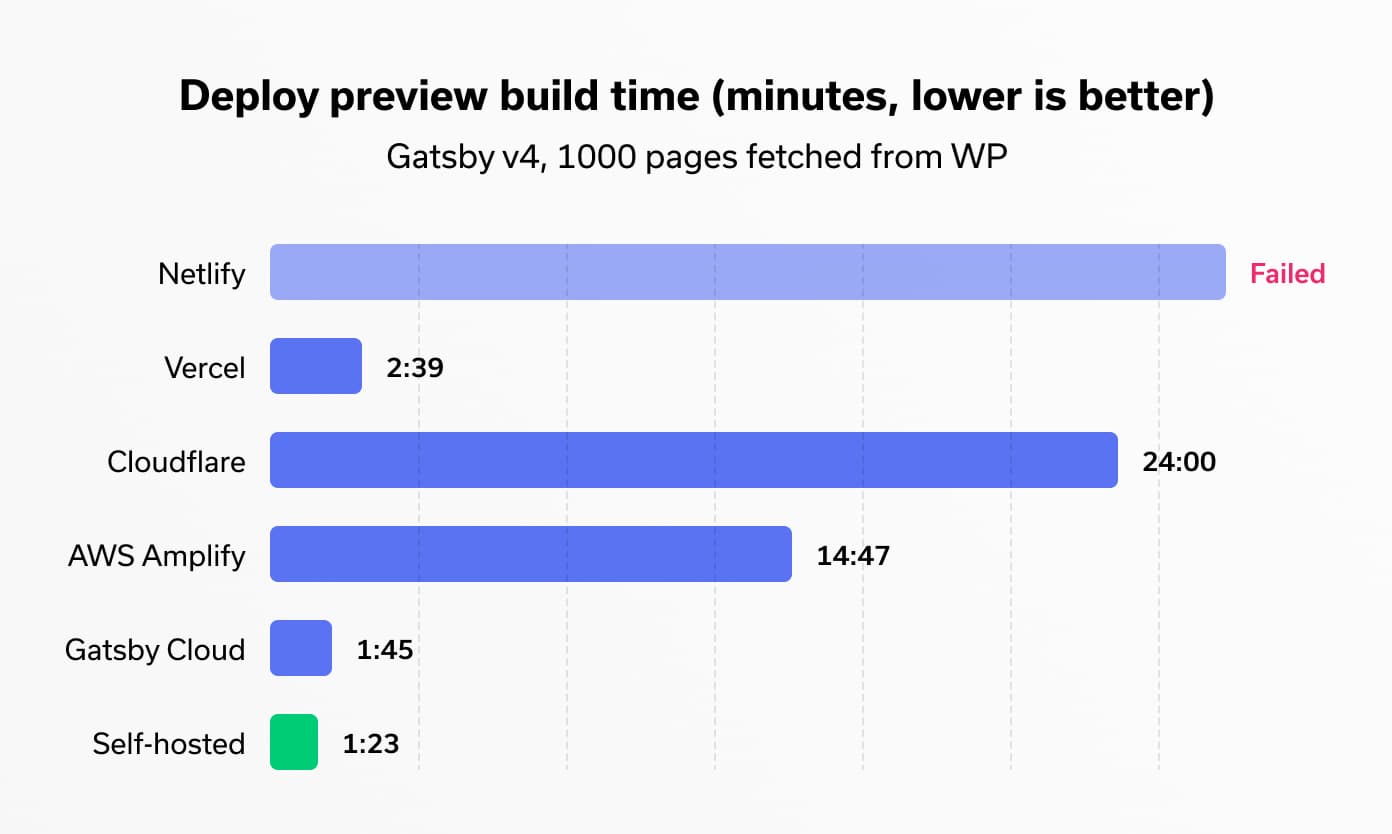 Deploy preview build time (minutes, lower is better)
Gatsby v4, 1000 pages fetched from WP
Netlify Failed
Vercel 2:39
Cloudflare 24:00
AWS Amplify 14:47
Gatsby Cloud 1:45
Self-hosted 1:23